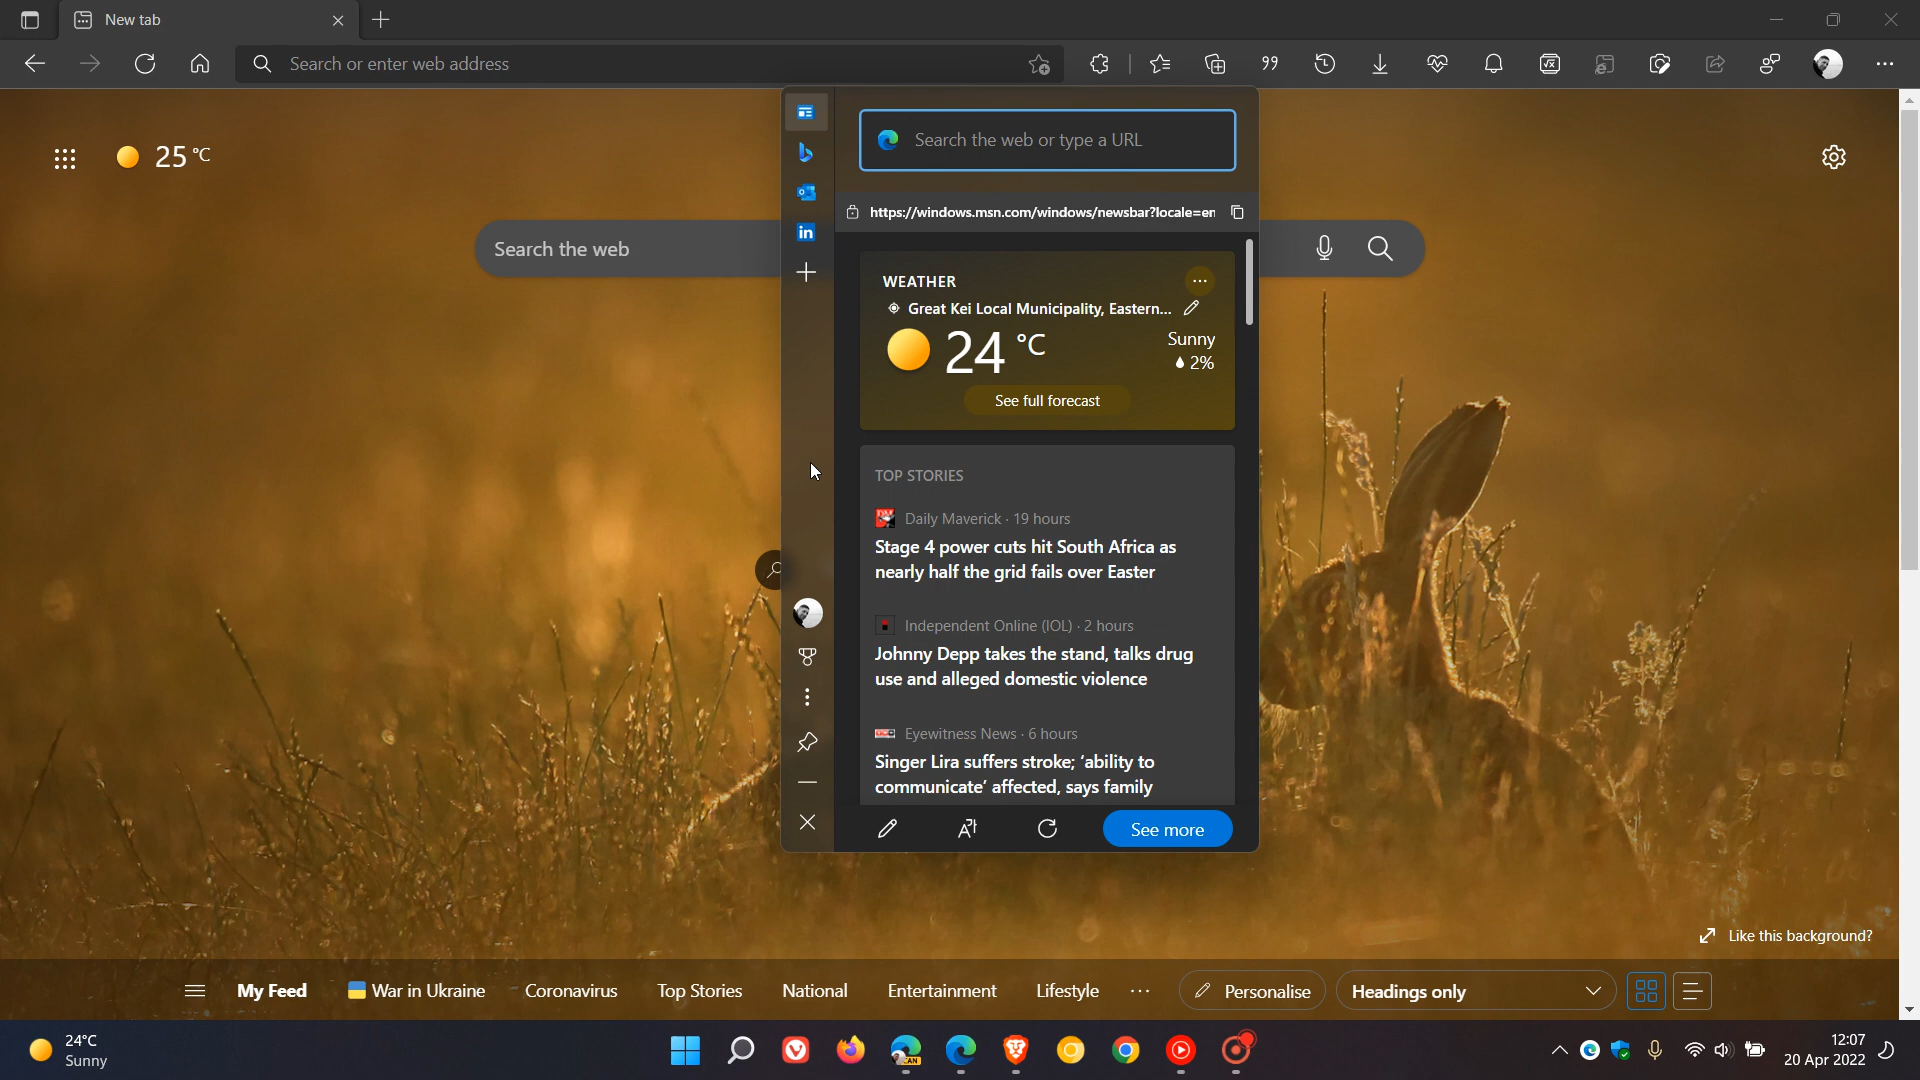 New tab
Search or enter web address
25 °C
Search the web or type a URL
https://windows.msn.com/windows/newsbar?locale=en
Search the web
WEATHER
Great Kei Local Municipality, Eastern...
24 °C
Sunny
2%
See full forecast
TOP STORIES
Daily Maverick · 19 hours
Stage 4 power cuts hit South Africa as
nearly half the grid fails over Easter
Independent Online (IOL) · 2 hours
Johnny Depp takes the stand, talks drug
use and alleged domestic violence
Eyewitness News · 6 hours
Singer Lira suffers stroke; ‘ability to
communicate’ affected, says family
See more
Like this background?
My Feed
War in Ukraine
Coronavirus
Top Stories
National
Entertainment
Lifestyle
Personalise
Headings only
24°C
Sunny
CAN
12:07
20 Apr 2022